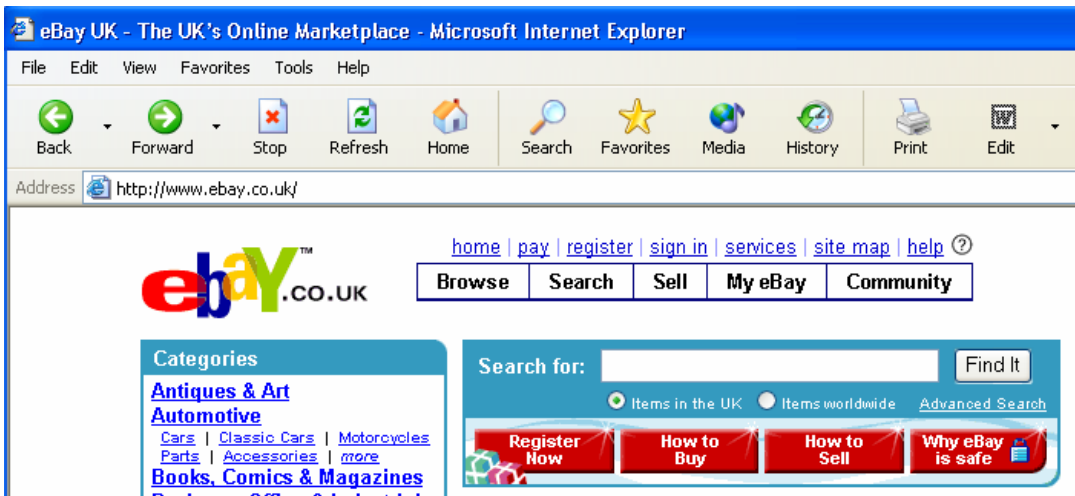 eBay UK - The UK's Online Marketplace - Microsoft Internet Explorer
File Edit View Favorites Tools Help
Back Forward Stop Refresh Home Search Favorites Media History Print Edit
Address http://www.ebay.co.uk/
home | pay | register | sign in | services | site map | help ?
ebaY™.co.uk
Browse Search Sell My eBay Community
Categories
Search for: Find It
Items in the UK Items worldwide Advanced Search
Antiques & Art
Automotive
Cars | Classic Cars | Motorcycles
Parts | Accessories | more
Books, Comics & Magazines
Register Now
How to Buy
How to Sell
Why eBay is safe